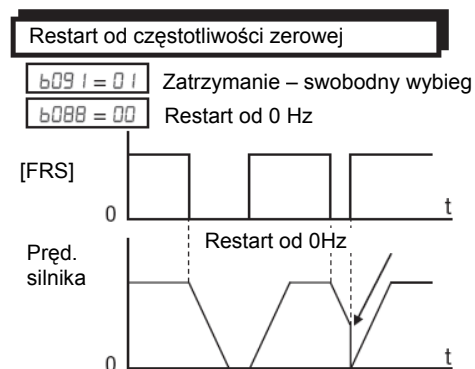 Restart od częstotliwości zerowej
b091 = 01 Zatrzymanie – swobodny wybieg
b088 = 00 Restart od 0 Hz
[FRS]
0
t
Restart od 0Hz
Pręd.
silnika
0
t